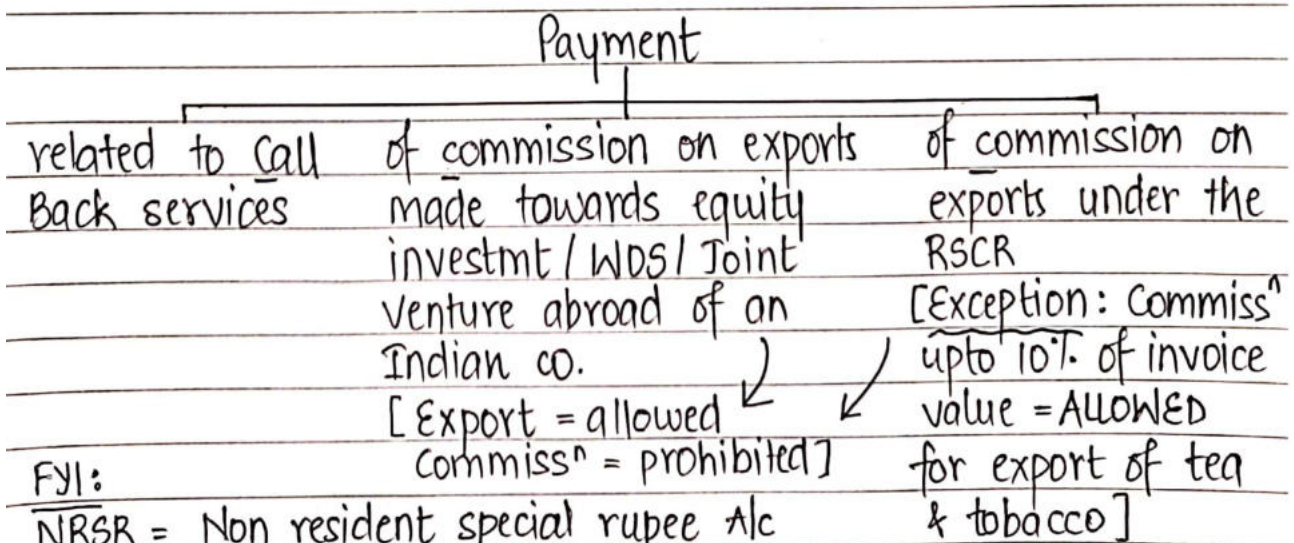 Payment
related to Call
Back services
of commission on exports
made towards equity
investmt / WOS / Joint
Venture abroad of an
Indian co.
[Export = allowed
Commissⁿ = prohibited]
of commission on
exports under the
RSCR
[Exception: Commissⁿ
upto 10% of invoice
value = ALLOWED
for export of tea
& tobacco]
FYI:
NRSR = Non resident special rupee A/c